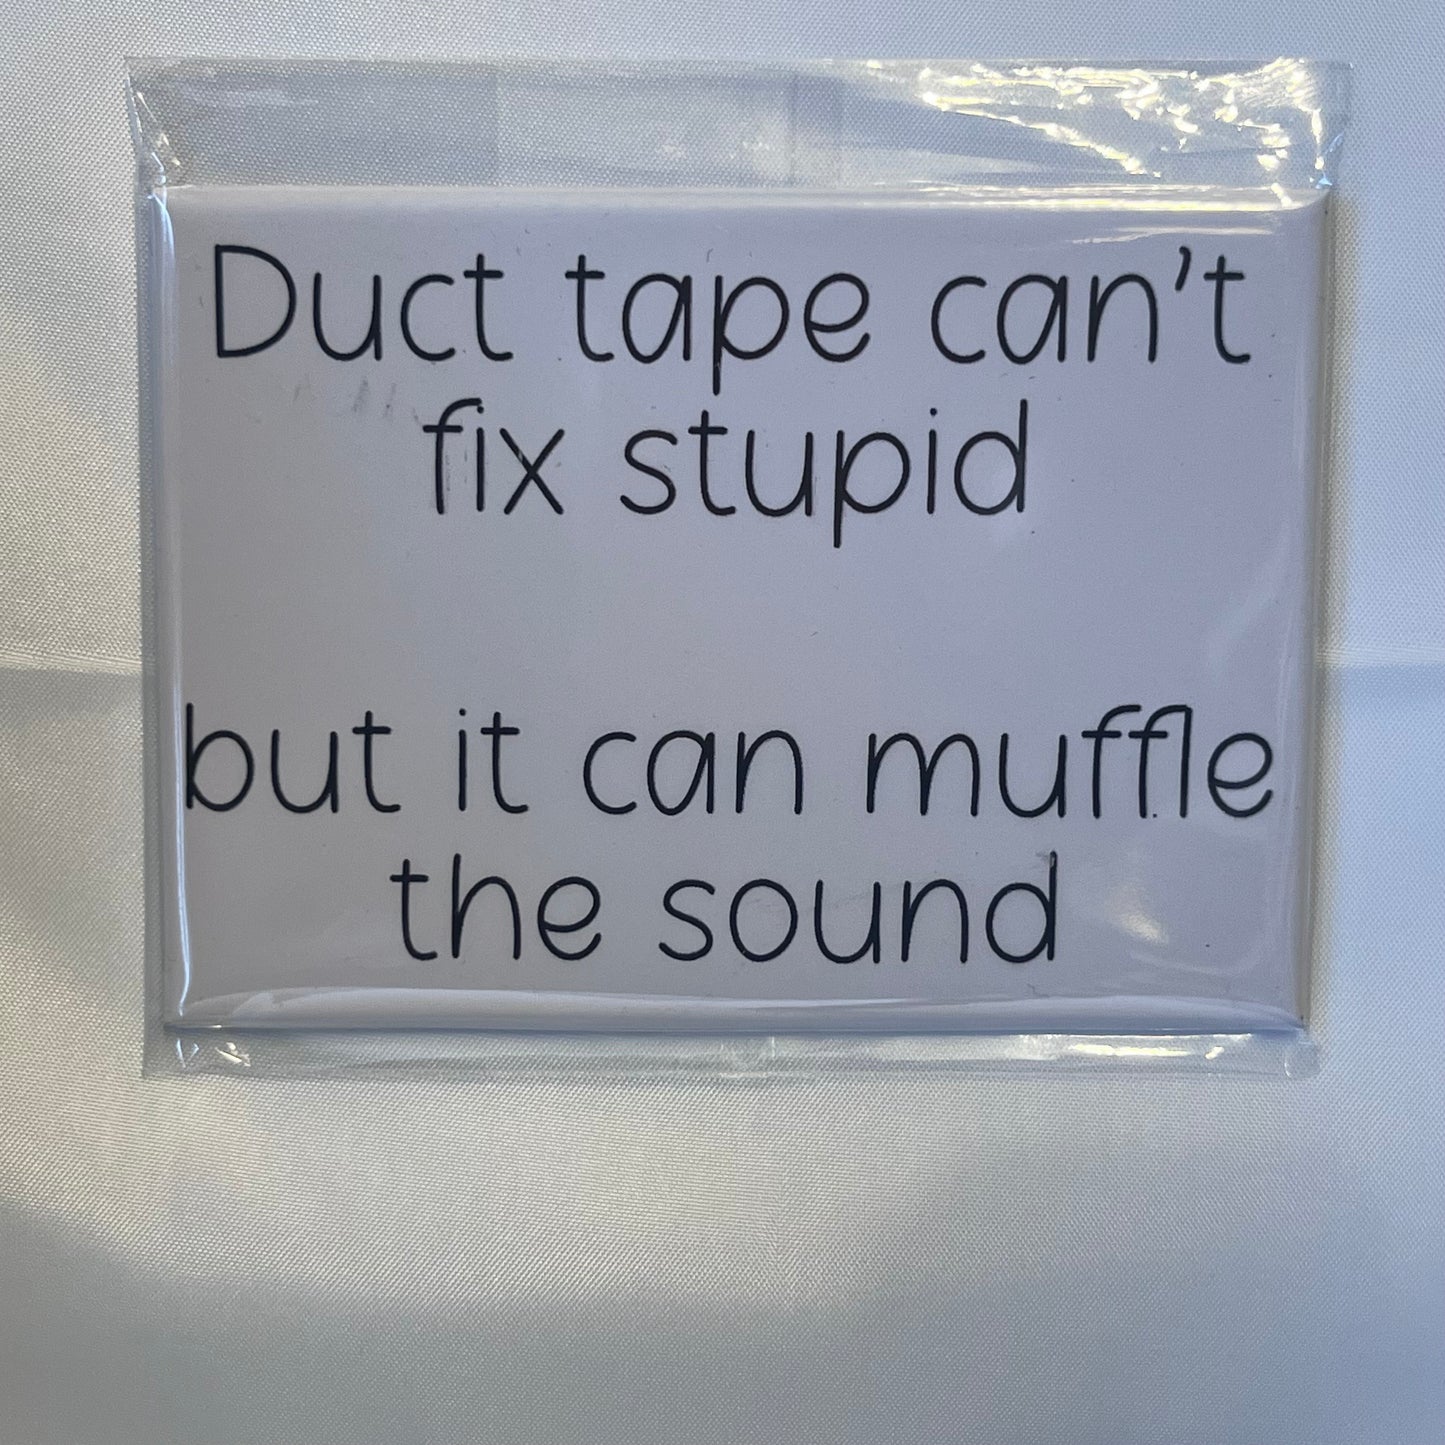 Duct tape can't
fix stupid
but it can muffle
the sound